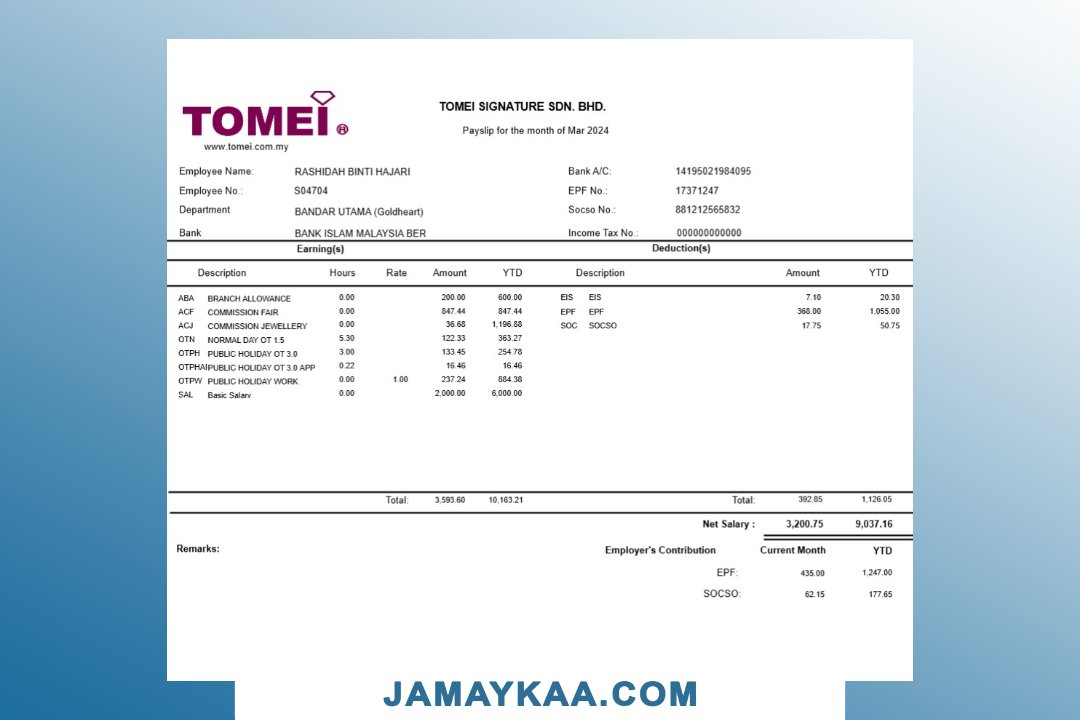 TOMEI ®
www.tomei.com.my
TOMEI SIGNATURE SDN. BHD.
Payslip for the month of Mar 2024
Employee Name: RASHIDAH BINTI HAJARI Bank A/C: 14195021984095
Employee No.: S04704 EPF No.: 17371247
Department BANDAR UTAMA (Goldheart) Socso No.: 881212565832
Bank BANK ISLAM MALAYSIA BER Income Tax No.: 000000000000
Earning(s) Deduction(s)
Description Hours Rate Amount YTD Description Amount YTD
ABA BRANCH ALLOWANCE 0.00 200.00 600.00 EIS EIS 7.10 20.30
ACF COMMISSION FAIR 0.00 847.44 847.44 EPF EPF 368.00 1,055.00
ACJ COMMISSION JEWELLERY 0.00 36.68 1,196.88 SOC SOCSO 17.75 50.75
OTN NORMAL DAY OT 1.5 5.30 122.33 363.27
OTPH PUBLIC HOLIDAY OT 3.0 3.00 133.45 254.78
OTPHAI PUBLIC HOLIDAY OT 3.0 APP 0.22 16.46 16.46
OTPW PUBLIC HOLIDAY WORK 0.00 1.00 237.24 884.38
SAL Basic Salary 0.00 2,000.00 6,000.00
Total: 3,593.60 10,163.21 Total: 392.85 1,126.05
Net Salary : 3,200.75 9,037.16
Remarks: Employer's Contribution Current Month YTD
EPF: 435.00 1,247.00
SOCSO: 62.15 177.65
JAMAYKAA.COM